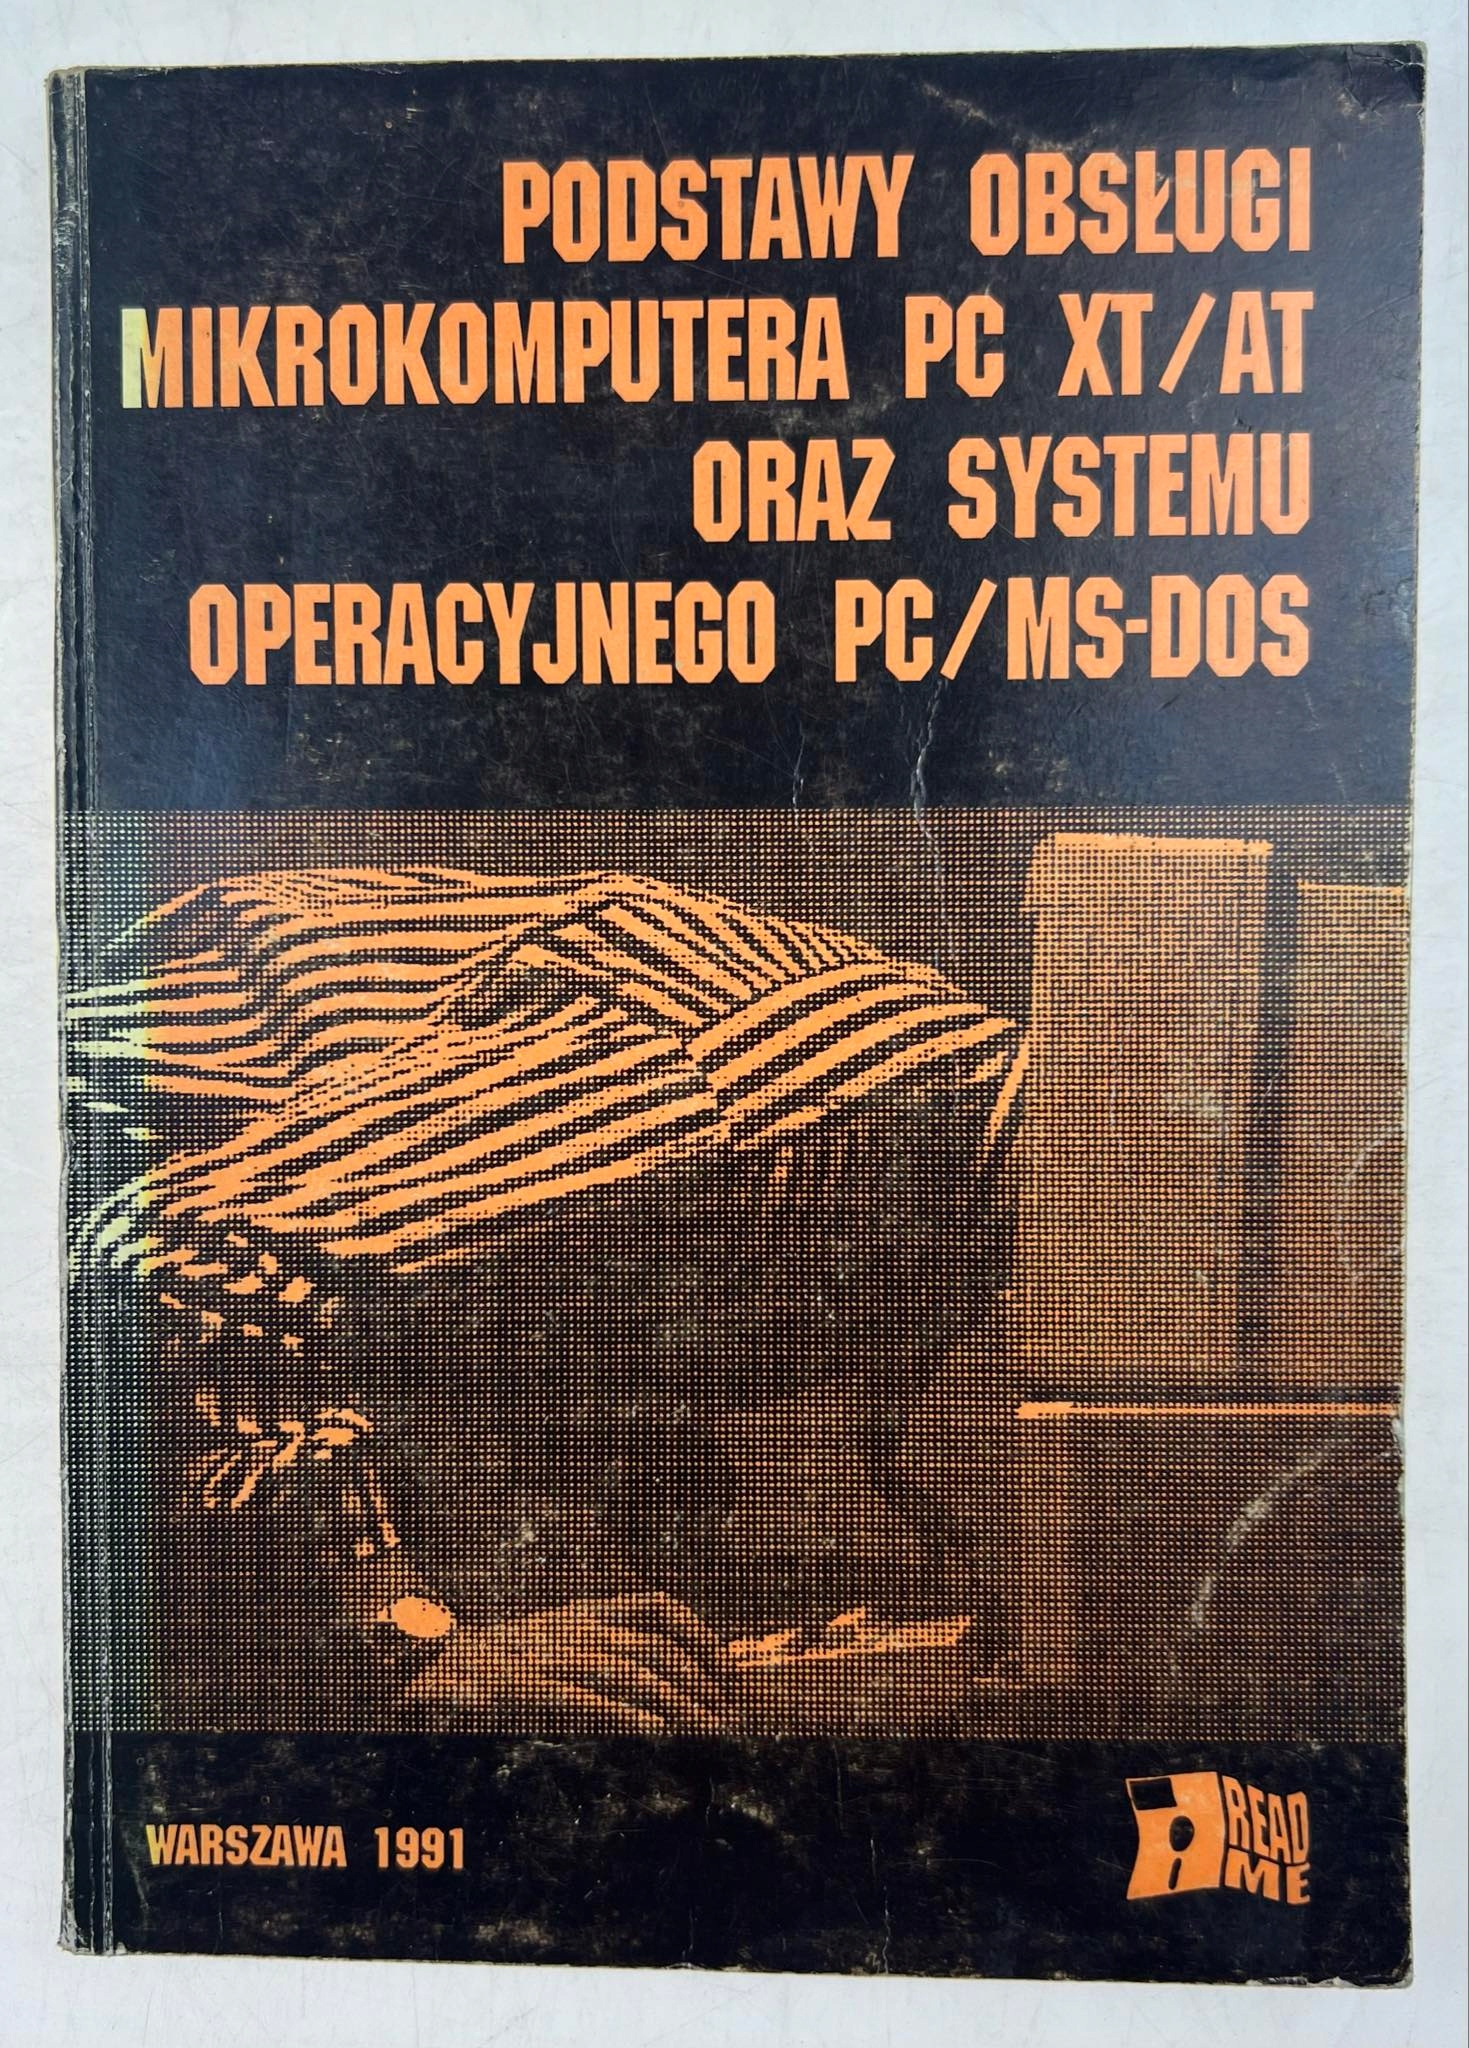 PODSTAWY OBSŁUGI
MIKROKOMPUTERA PC XT/AT
ORAZ SYSTEMU
OPERACYJNEGO PC/MS-DOS
WARSZAWA 1991
READ
ME